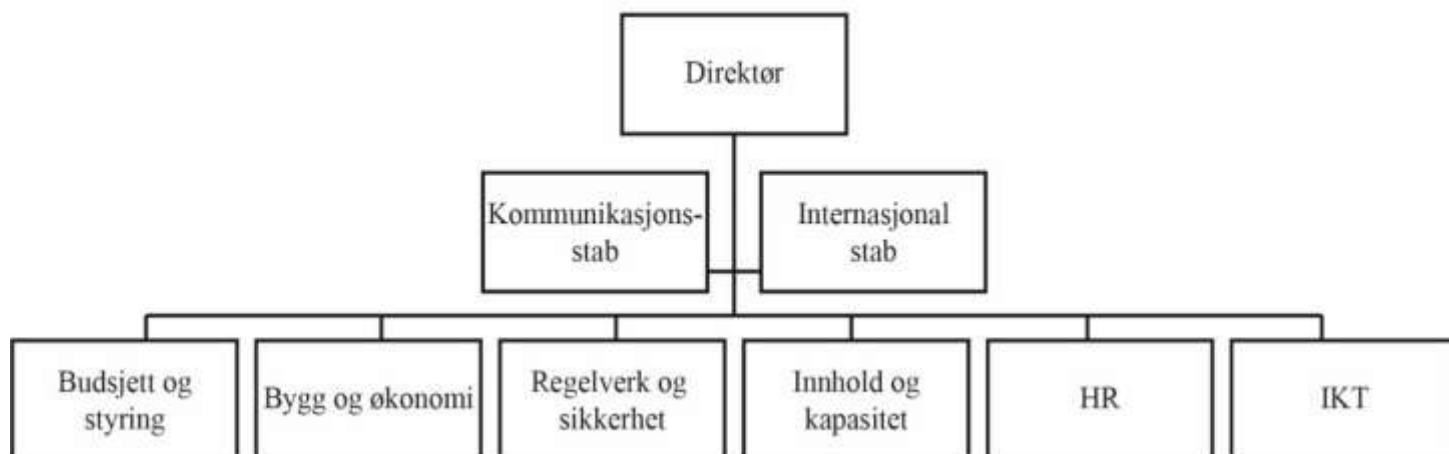 Direktør
Kommunikasjons-
stab
Internasjonal
stab
Budsjett og
styring
Bygg og økonomi
Regelverk og
sikkerhet
Innhold og
kapasitet
HR
IKT